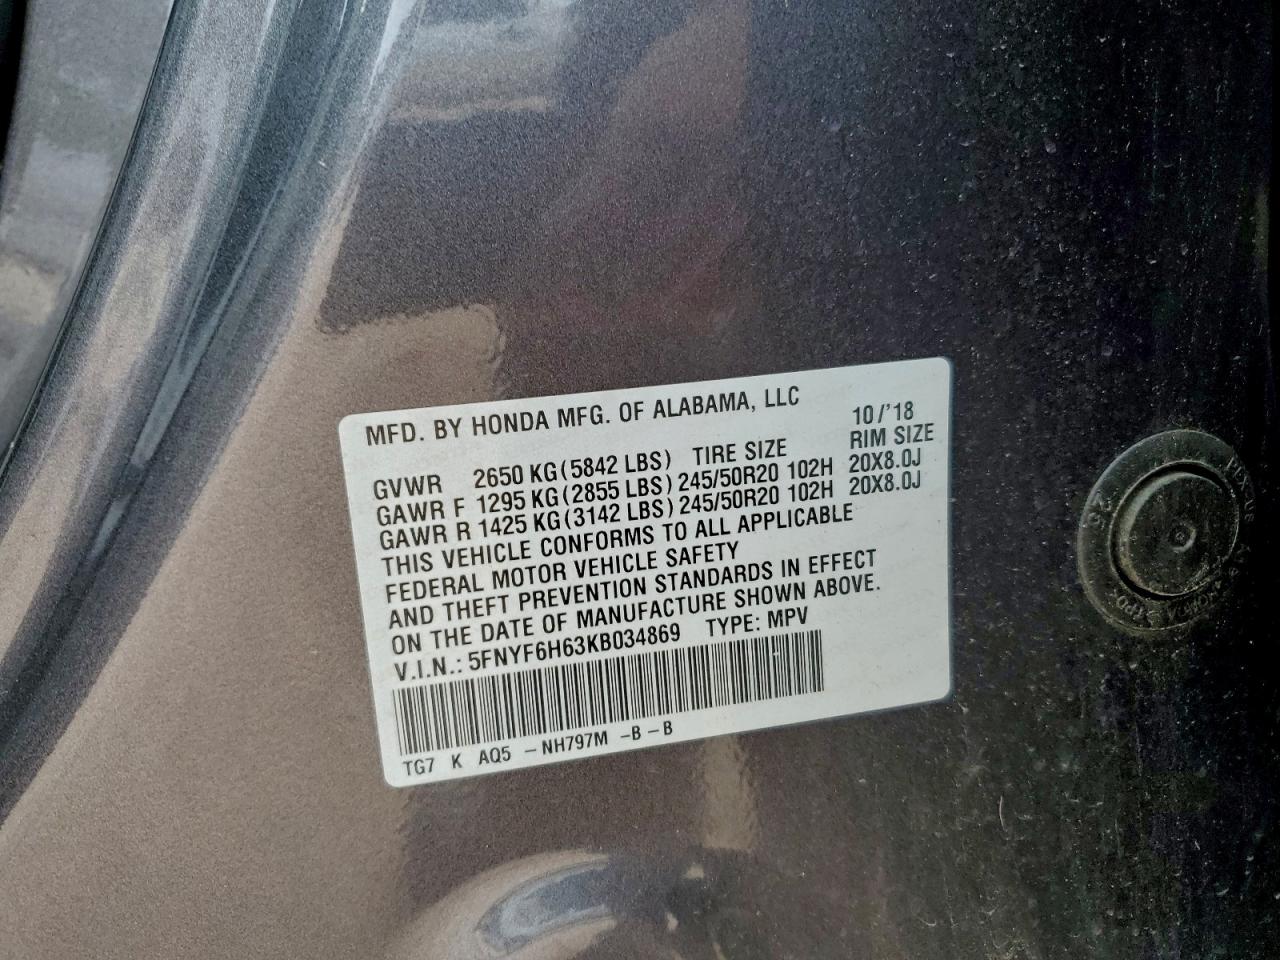 MFD. BY HONDA MFG. OF ALABAMA, LLC 10/'18
GVWR 2650 KG (5842 LBS) TIRE SIZE RIM SIZE
GAWR F 1295 KG (2855 LBS) 245/50R20 102H 20X8.0J
GAWR R 1425 KG (3142 LBS) 245/50R20 102H 20X8.0J
THIS VEHICLE CONFORMS TO ALL APPLICABLE
FEDERAL MOTOR VEHICLE SAFETY
AND THEFT PREVENTION STANDARDS IN EFFECT
ON THE DATE OF MANUFACTURE SHOWN ABOVE.
V.I.N.: 5FNYF6H63KB034869 TYPE: MPV
TG7 K AQ5 -NH797M -B-B